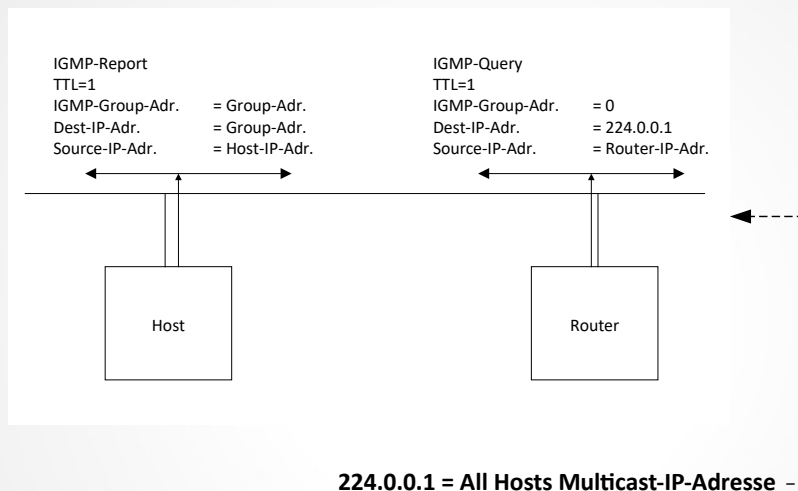 IGMP-Report
TTL=1
IGMP-Group-Adr. = Group-Adr.
Dest-IP-Adr. = Group-Adr.
Source-IP-Adr. = Host-IP-Adr.
IGMP-Query
TTL=1
IGMP-Group-Adr. = 0
Dest-IP-Adr. = 224.0.0.1
Source-IP-Adr. = Router-IP-Adr.
Host
Router
224.0.0.1 = All Hosts Multicast-IP-Adresse